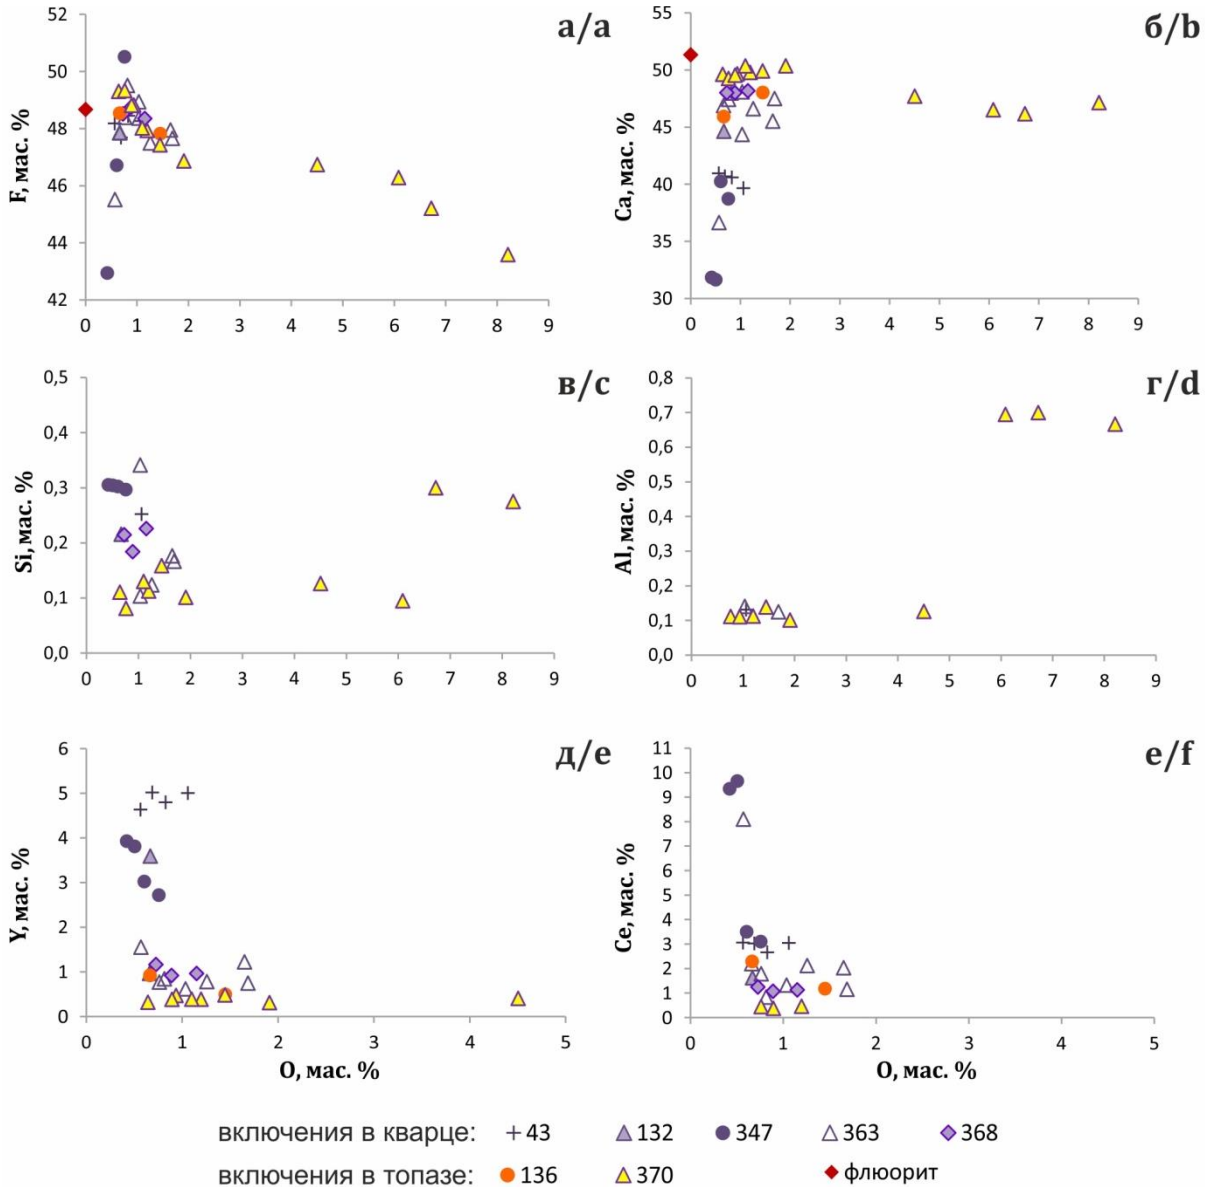 а/a
F, мас. %
52
50
48
46
44
42
0 1 2 3 4 5 6 7 8 9
б/b
Ca, мас. %
55
50
45
40
35
30
0 1 2 3 4 5 6 7 8 9
в/c
Si, мас. %
0,5
0,4
0,3
0,2
0,1
0,0
0 1 2 3 4 5 6 7 8 9
г/d
Al, мас. %
0,8
0,7
0,6
0,5
0,4
0,3
0,2
0,1
0,0
0 1 2 3 4 5 6 7 8 9
д/e
Y, мас. %
6
5
4
3
2
1
0
0 1 2 3 4 5
O, мас. %
е/f
Ce, мас. %
11
10
9
8
7
6
5
4
3
2
1
0
0 1 2 3 4 5
O, мас. %
включения в кварце: 43 132 347 363 368
включения в топазе: 136 370 флюорит